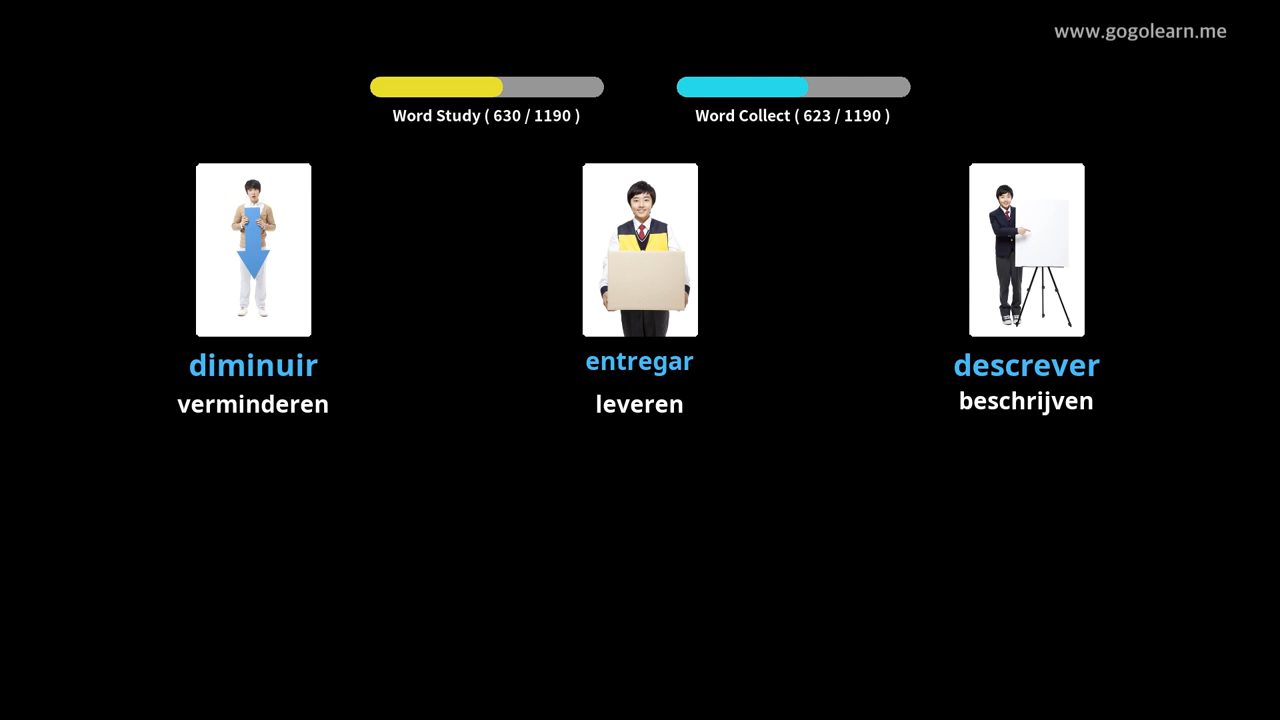 www.gogolearn.me
Word Study ( 630 / 1190 )
Word Collect ( 623 / 1190 )
diminuir
verminderen
entregar
leveren
descrever
beschrijven